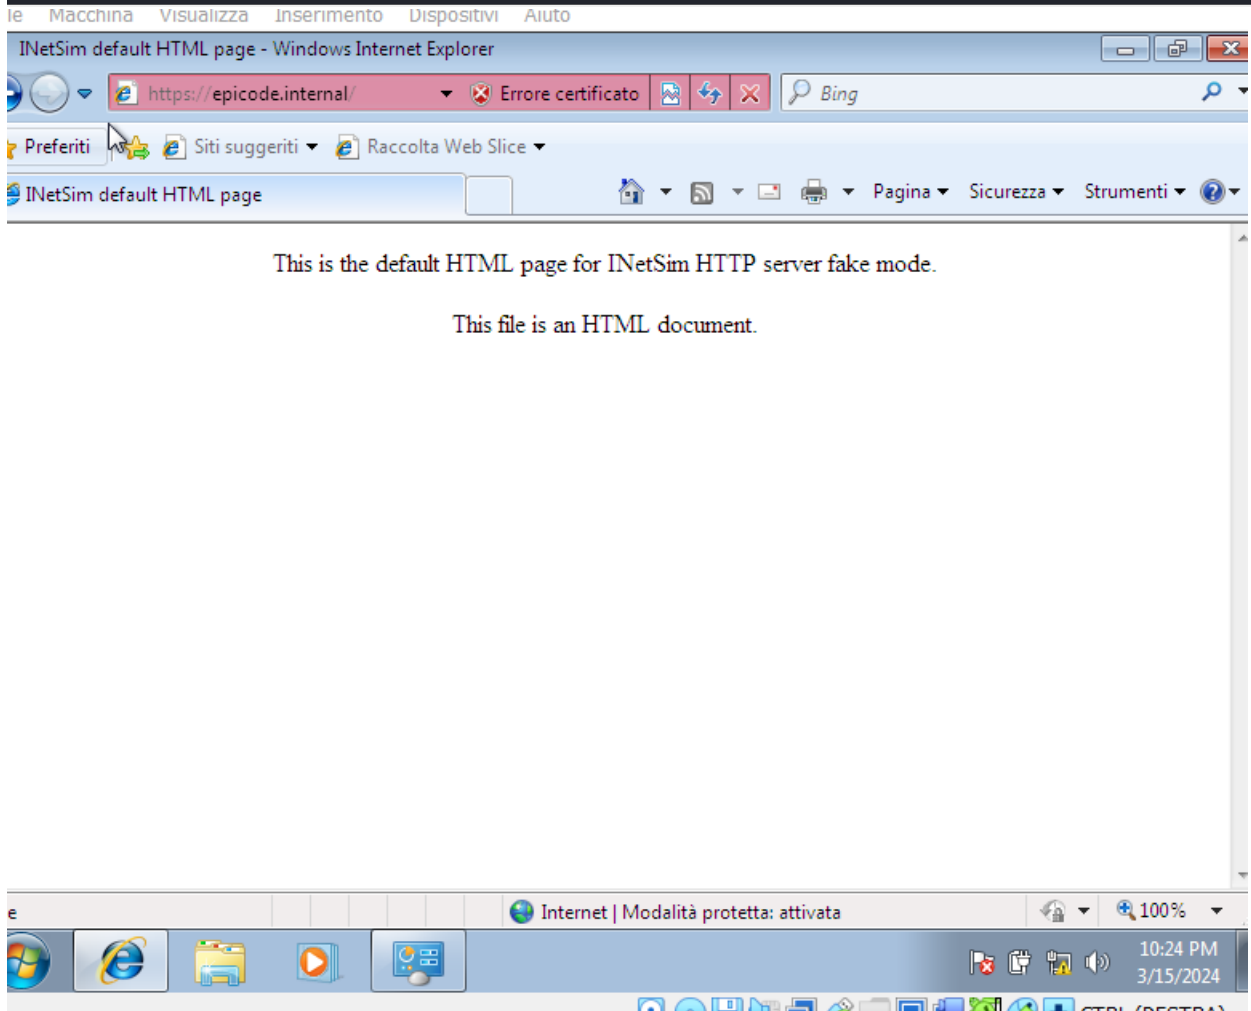 le Macchina Visualizza Inserimento Dispositivi Aiuto
INetSim default HTML page - Windows Internet Explorer
https://epicode.internal/ Errore certificato Bing
Preferiti Siti suggeriti Raccolta Web Slice
INetSim default HTML page Pagina Sicurezza Strumenti
This is the default HTML page for INetSim HTTP server fake mode.
This file is an HTML document.
e Internet | Modalità protetta: attivata 100%
10:24 PM
3/15/2024
CTRL (DESTRA)